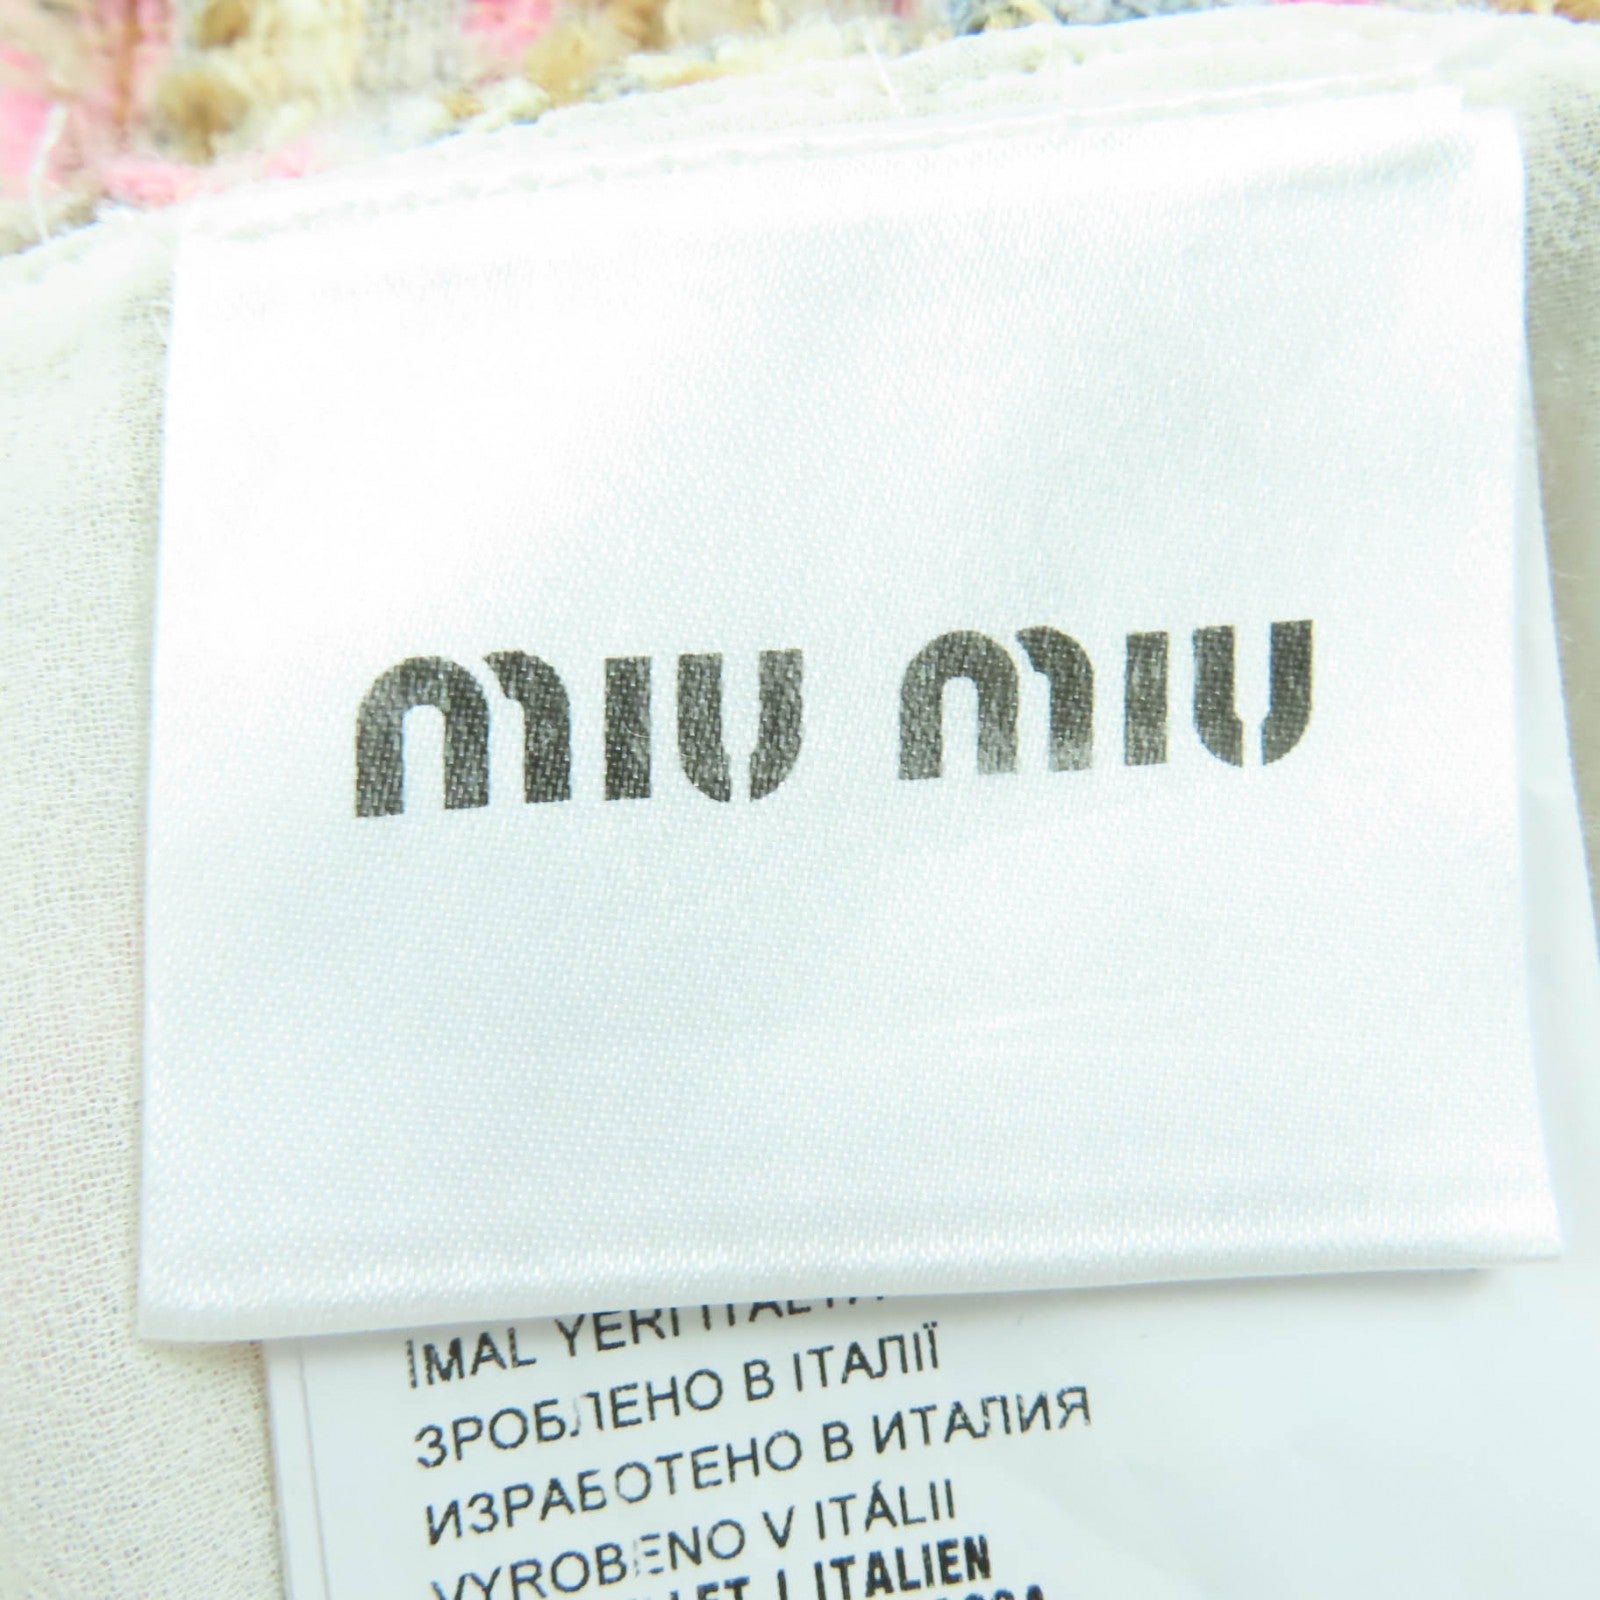 miu miu
İMAL YERİ İTALYA
ЗРОБЛЕНО В ІТАЛІЇ
ИЗРАБОТЕНО В ИТАЛИЯ
VYROBENO V ITÁLII
I ITALIEN